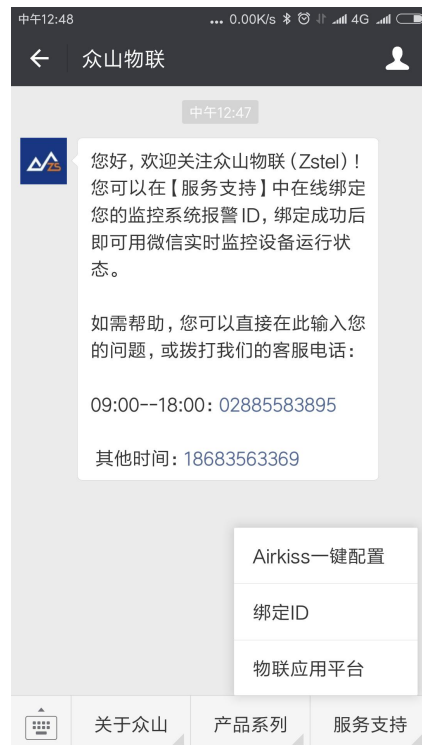 中午12:48
... 0.00K/s 4G
众山物联
中午12:47
ZS
您好，欢迎关注众山物联（Zstel）！
您可以在【服务支持】中在线绑定
您的监控系统报警ID，绑定成功后
即可用微信实时监控设备运行状
态。
如需帮助，您可以直接在此输入您
的问题，或拨打我们的客服电话：
09:00--18:00：02885583895
其他时间：18683563369
Airkiss一键配置
绑定ID
物联应用平台
关于众山
产品系列
服务支持